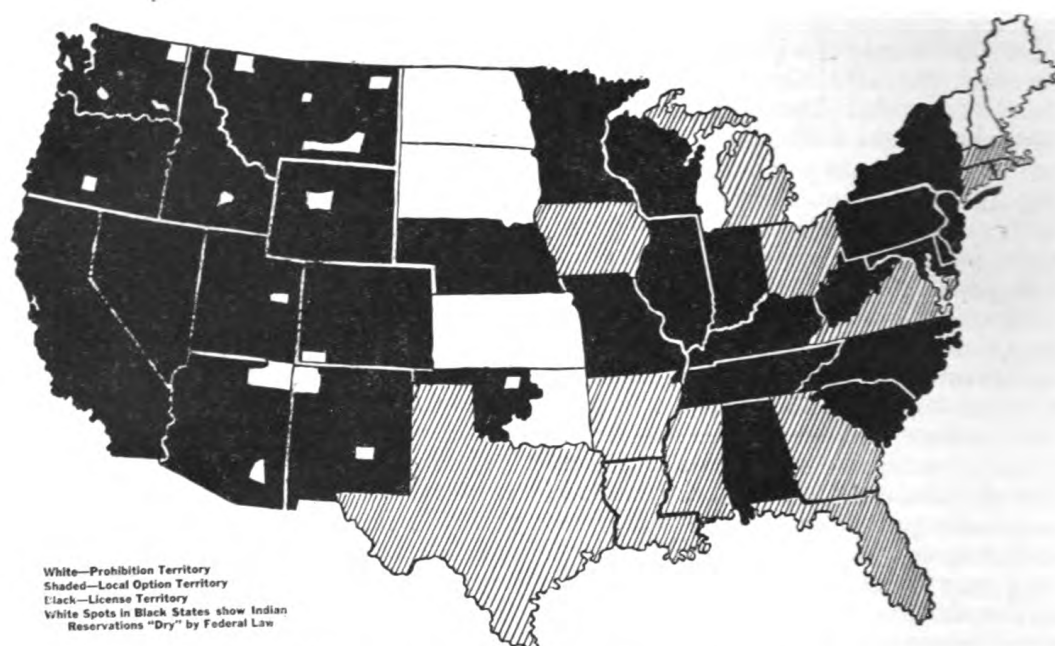 White—Prohibition Territory
Shaded—Local Option Territory
Black—License Territory
White Spots in Black States show Indian
Reservations "Dry" by Federal Law